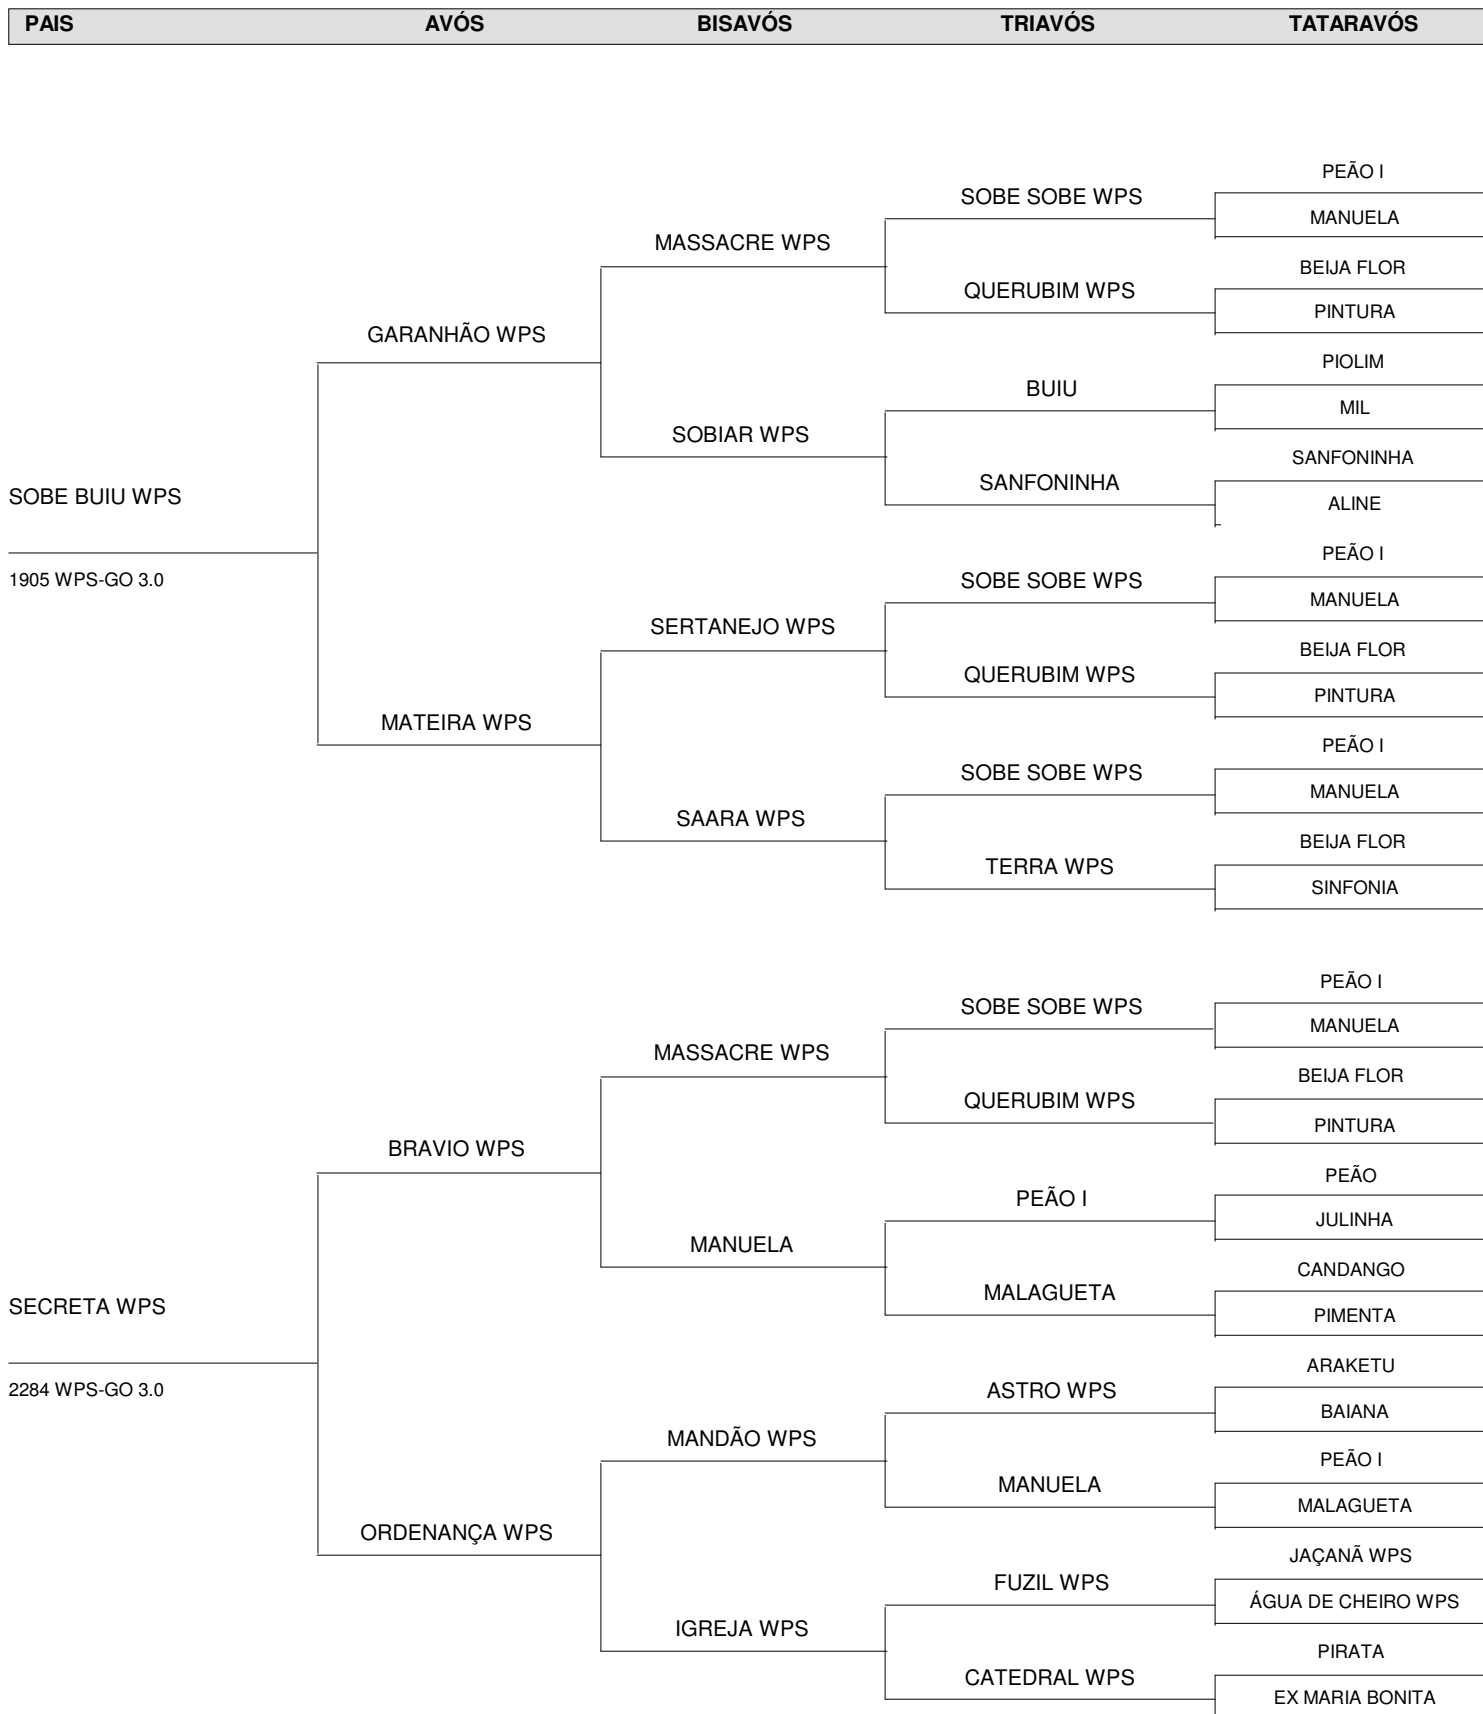 PAIS AVÓS BISAVÓS TRIAVÓS TATARAVÓS
PEÃO I
SOBE SOBE WPS
MANUELA
MASSACRE WPS
BEIJA FLOR
QUERUBIM WPS
PINTURA
GARANHÃO WPS
PIOLIM
BUIU
MIL
SOBIAR WPS
SANFONINHA
SANFONINHA
SOBE BUIU WPS
ALINE
PEÃO I
1905 WPS-GO 3.0
SOBE SOBE WPS
MANUELA
SERTANEJO WPS
BEIJA FLOR
QUERUBIM WPS
PINTURA
MATEIRA WPS
PEÃO I
SOBE SOBE WPS
MANUELA
SAARA WPS
BEIJA FLOR
TERRA WPS
SINFONIA
PEÃO I
SOBE SOBE WPS
MANUELA
MASSACRE WPS
BEIJA FLOR
QUERUBIM WPS
PINTURA
BRAVIO WPS
PEÃO
PEÃO I
JULINHA
MANUELA
CANDANGO
MALAGUETA
SECRETA WPS
PIMENTA
ARAKETU
2284 WPS-GO 3.0
ASTRO WPS
BAIANA
MANDÃO WPS
PEÃO I
MANUELA
MALAGUETA
ORDENANÇA WPS
JAÇANÃ WPS
FUZIL WPS
ÁGUA DE CHEIRO WPS
IGREJA WPS
PIRATA
CATEDRAL WPS
EX MARIA BONITA